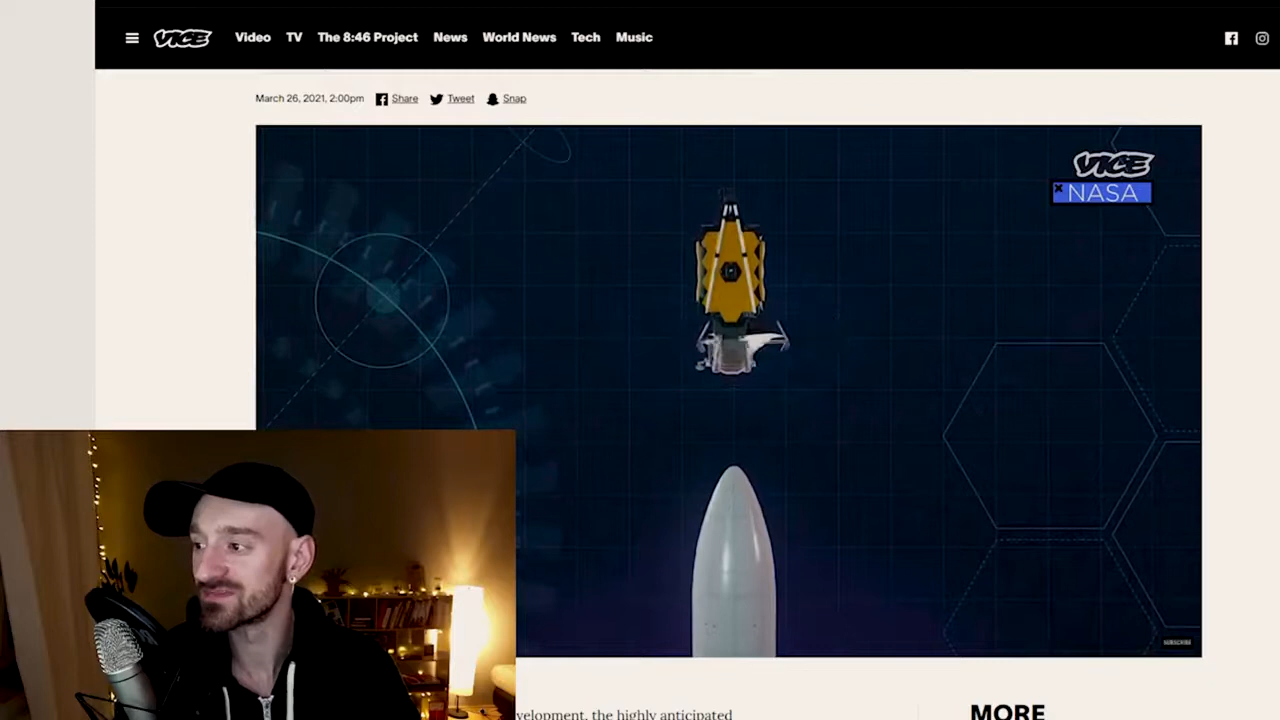 VICE
Video TV The 8:46 Project News World News Tech Music
March 26, 2021, 2:00pm Share Tweet Snap
VICE
NASA
SUBSCRIBE
velopment, the highly anticipated
MORE